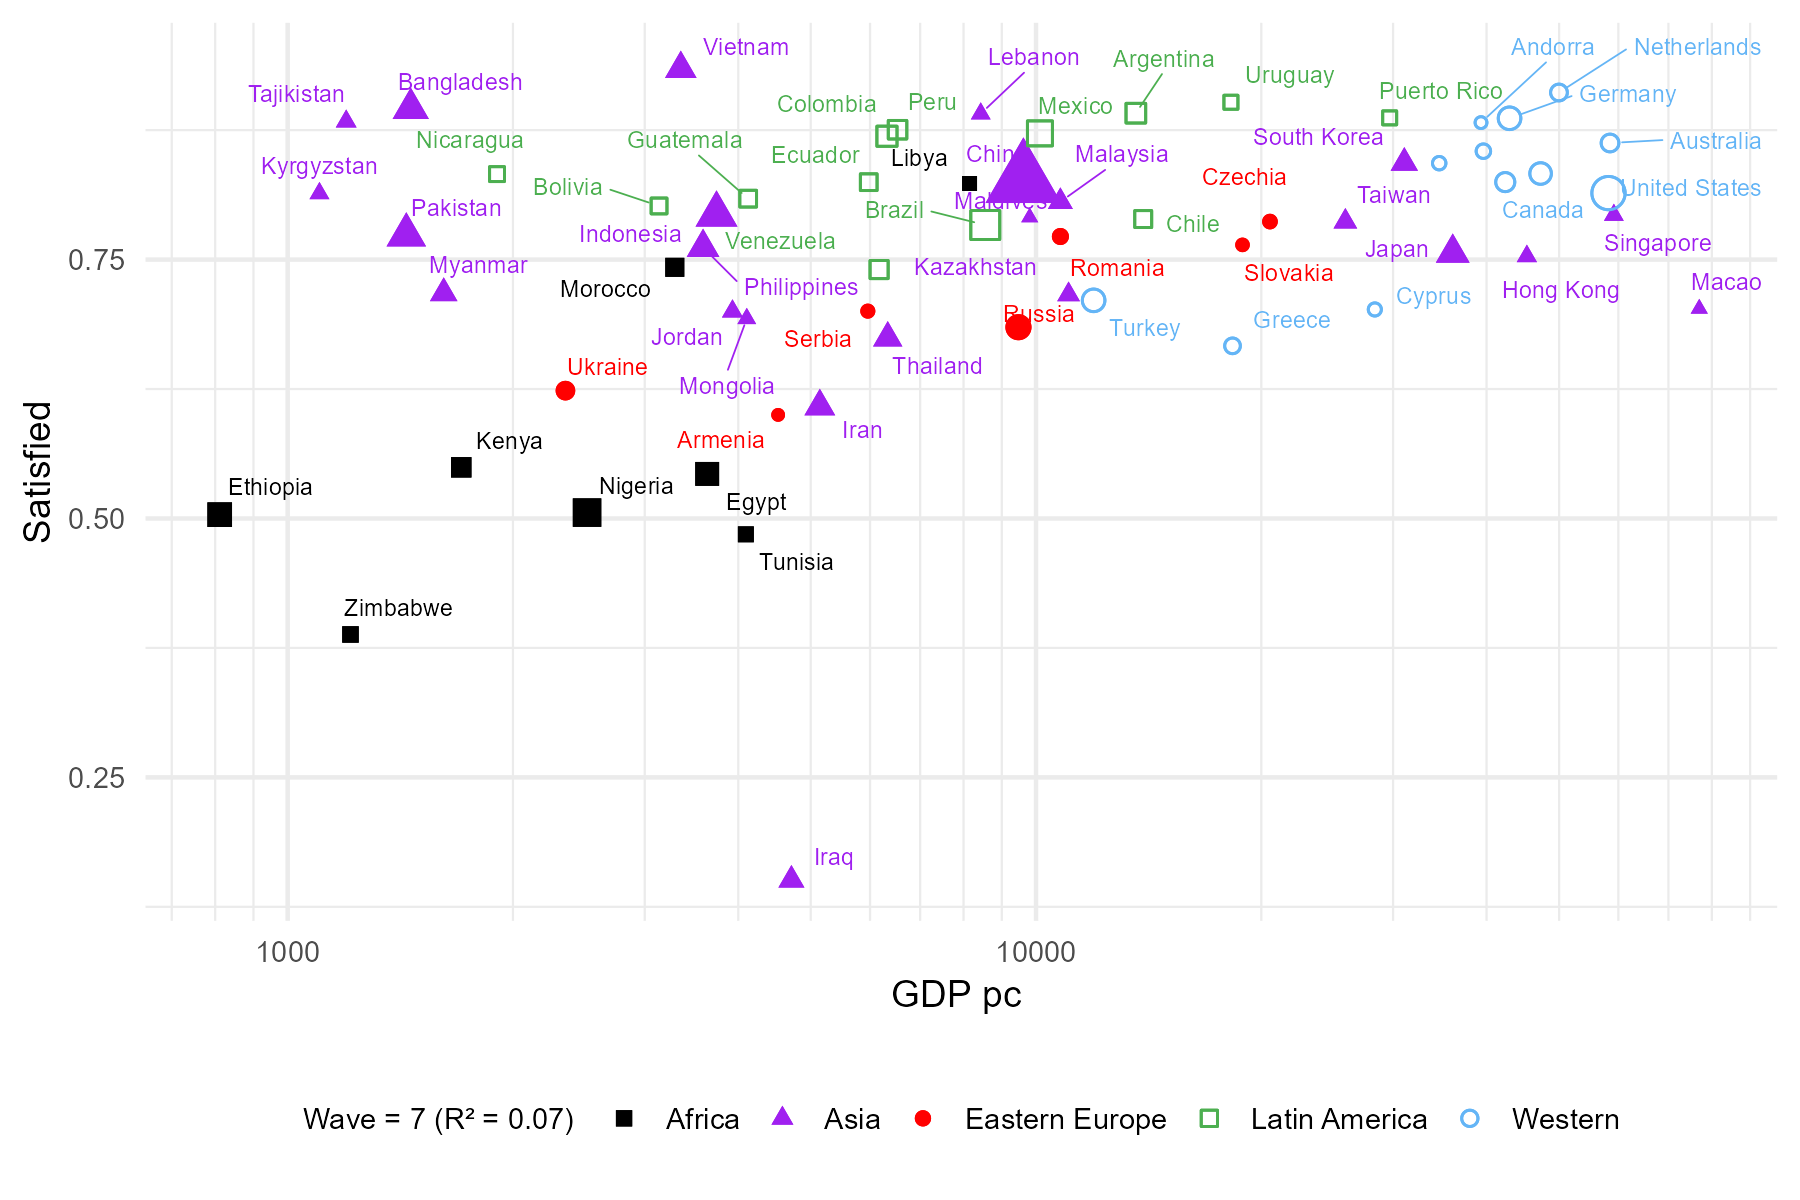 Vietnam
Andorra
Netherlands
Lebanon
Argentina
Uruguay
Bangladesh
Tajikistan
Puerto Rico
Germany
Colombia
Peru
Mexico
Nicaragua
Guatemala
South Korea
Australia
Ecuador
Libya
China
Malaysia
Kyrgyzstan
Czechia
Bolivia
United States
Taiwan
Maldives
Pakistan
Brazil
Canada
Chile
Indonesia
Venezuela
Singapore
Japan
0.75
Myanmar
Kazakhstan
Romania
Slovakia
Macao
Morocco
Philippines
Hong Kong
Cyprus
Russia
Greece
Turkey
Jordan
Serbia
Ukraine
Thailand
Mongolia
Iran
Kenya
Armenia
Satisfied
Ethiopia
Nigeria
Egypt
0.50
Tunisia
Zimbabwe
0.25
Iraq
1000
10000
GDP pc
Wave = 7 (R² = 0.07) Africa Asia Eastern Europe Latin America Western